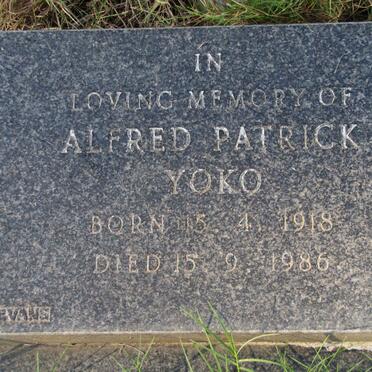 IN
LOVING MEMORY OF
ALFRED PATRICK
YOKO
BORN 15. 4. 1918
DIED 15. 9. 1986
EVANS